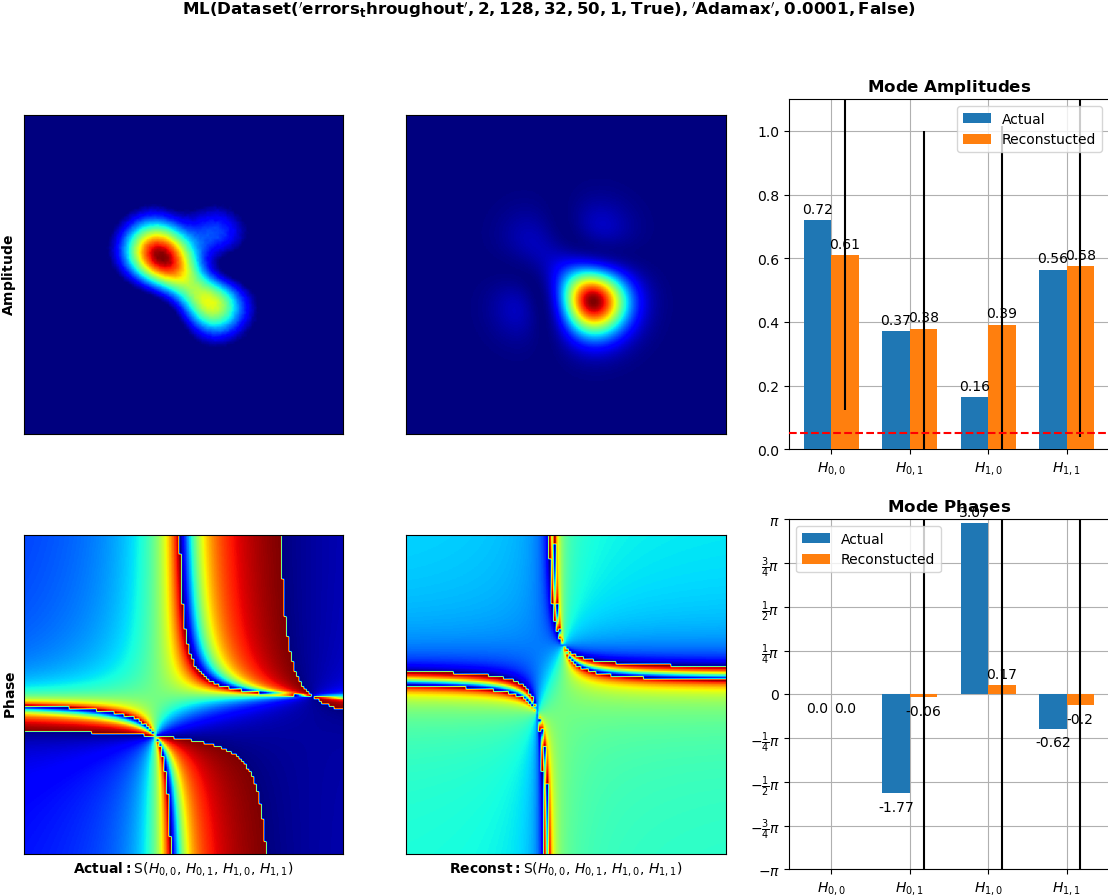 ML(Dataset('errors_throughout', 2, 128, 32, 50, 1, True), 'Adamax', 0.0001, False)
Amplitude
Mode Amplitudes
Actual
Reconstucted
1.0
0.8
0.6
0.4
0.2
0.0
0.72
0.61
0.37
0.38
0.16
0.39
0.56
0.58
H0,0
H0,1
H1,0
H1,1
Phase
Actual: S(H0,0, H0,1, H1,0, H1,1)
Reconst: S(H0,0, H0,1, H1,0, H1,1)
Mode Phases
Actual
Reconstucted
π
3/4π
1/2π
1/4π
0
−1/4π
−1/2π
−3/4π
−π
0.0
0.0
-1.77
-0.06
3.07
0.17
-0.62
-0.2
H0,0
H0,1
H1,0
H1,1